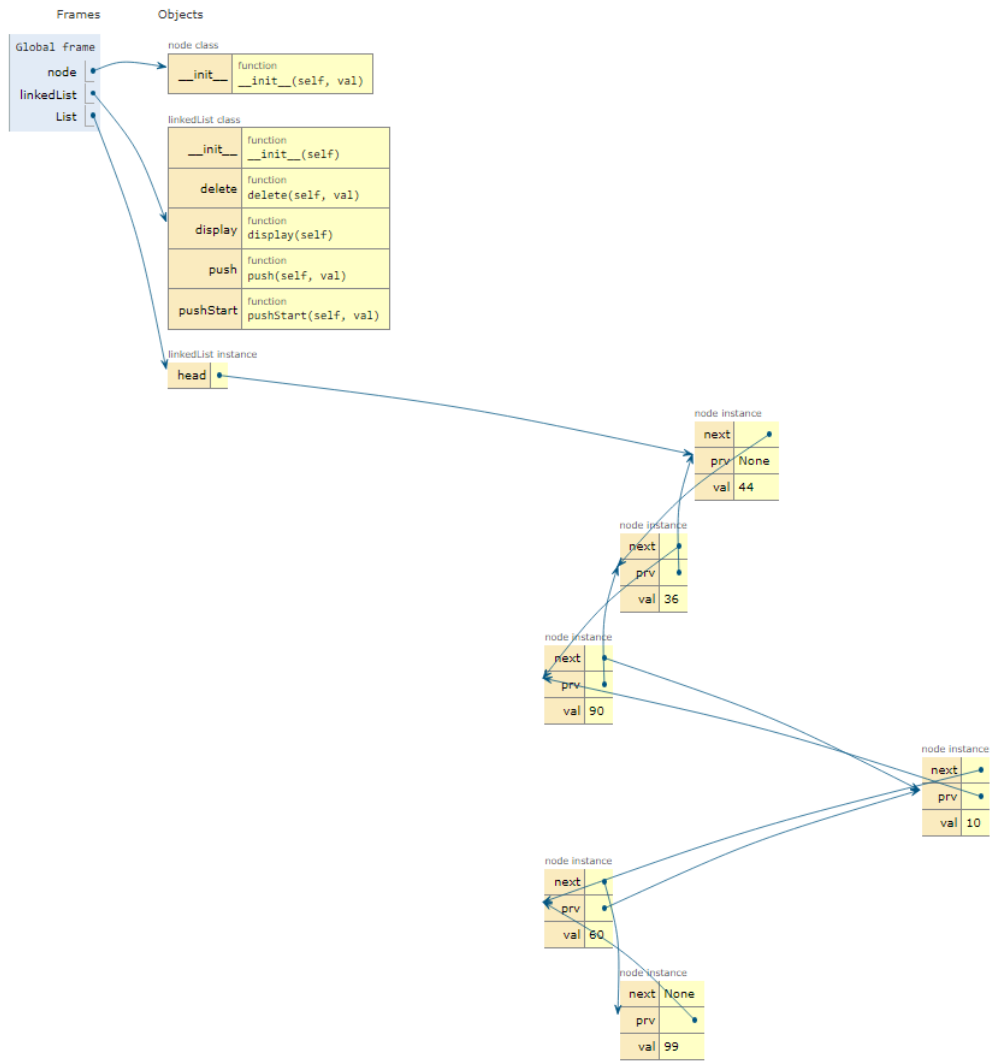 Frames Objects
Global frame
node
linkedList
List
node class
__init__ function
__init__(self, val)
linkedList class
__init__ function
__init__(self)
delete function
delete(self, val)
display function
display(self)
push function
push(self, val)
pushStart function
pushStart(self, val)
linkedList instance
head
node instance
next
prv None
val 44
node instance
next
prv
val 36
node instance
next
prv
val 90
node instance
next
prv
val 10
node instance
next
prv
val 60
node instance
next None
prv
val 99